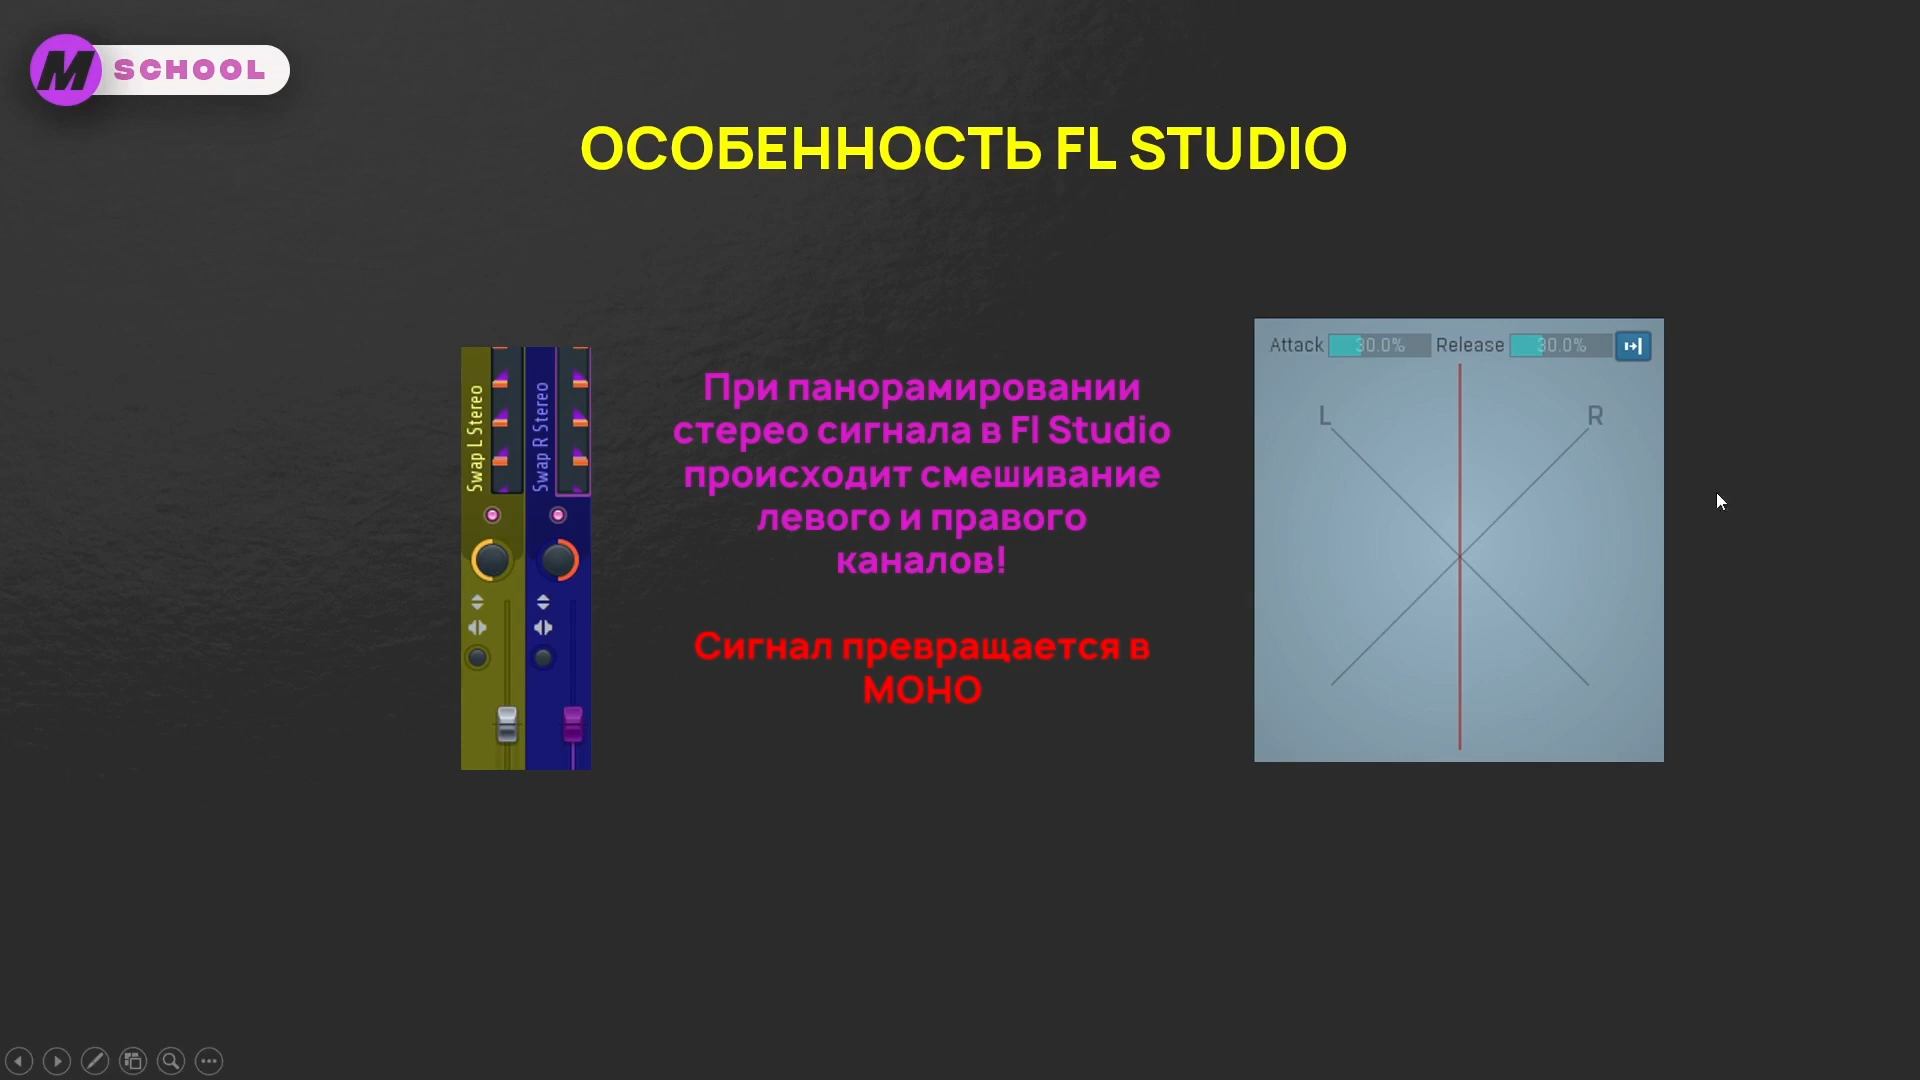 M SCHOOL
ОСОБЕННОСТЬ FL STUDIO
Swap L Stereo
Swap R Stereo
При панорамировании
стерео сигнала в Fl Studio
происходит смешивание
левого и правого
каналов!
Сигнал превращается в
МОНО
Attack 30.0% Release 30.0%
L R